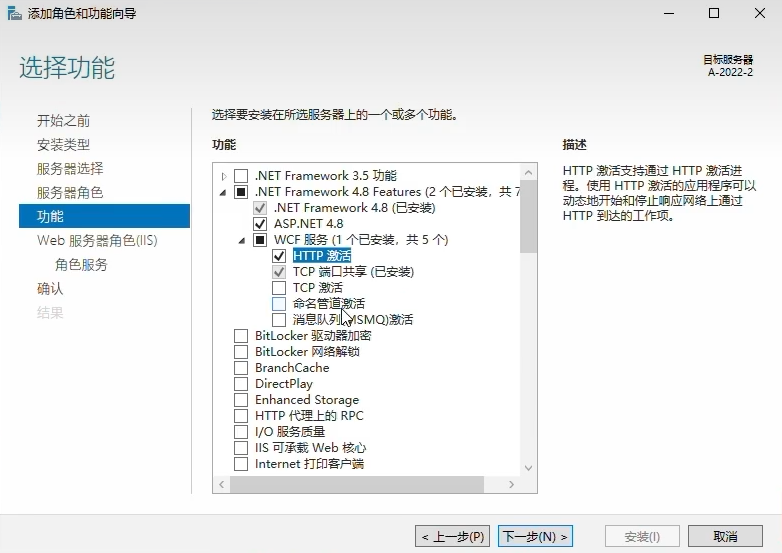 添加角色和功能向导
选择功能
目标服务器
A-2022-2
开始之前
安装类型
服务器选择
服务器角色
功能
Web 服务器角色(IIS)
角色服务
确认
结果
选择要安装在所选服务器上的一个或多个功能。
功能
.NET Framework 3.5 功能
.NET Framework 4.8 Features (2 个已安装，共 7
.NET Framework 4.8 (已安装)
ASP.NET 4.8
WCF 服务 (1 个已安装，共 5 个)
HTTP 激活
TCP 端口共享 (已安装)
TCP 激活
命名管道激活
消息队列(MSMQ)激活
BitLocker 驱动器加密
BitLocker 网络解锁
BranchCache
DirectPlay
Enhanced Storage
HTTP 代理上的 RPC
I/O 服务质量
IIS 可承载 Web 核心
Internet 打印客户端
描述
HTTP 激活支持通过 HTTP 激活进
程。使用 HTTP 激活的应用程序可以
动态地开始和停止响应网络上通过
HTTP 到达的工作项。
< 上一步(P)
下一步(N) >
安装(I)
取消